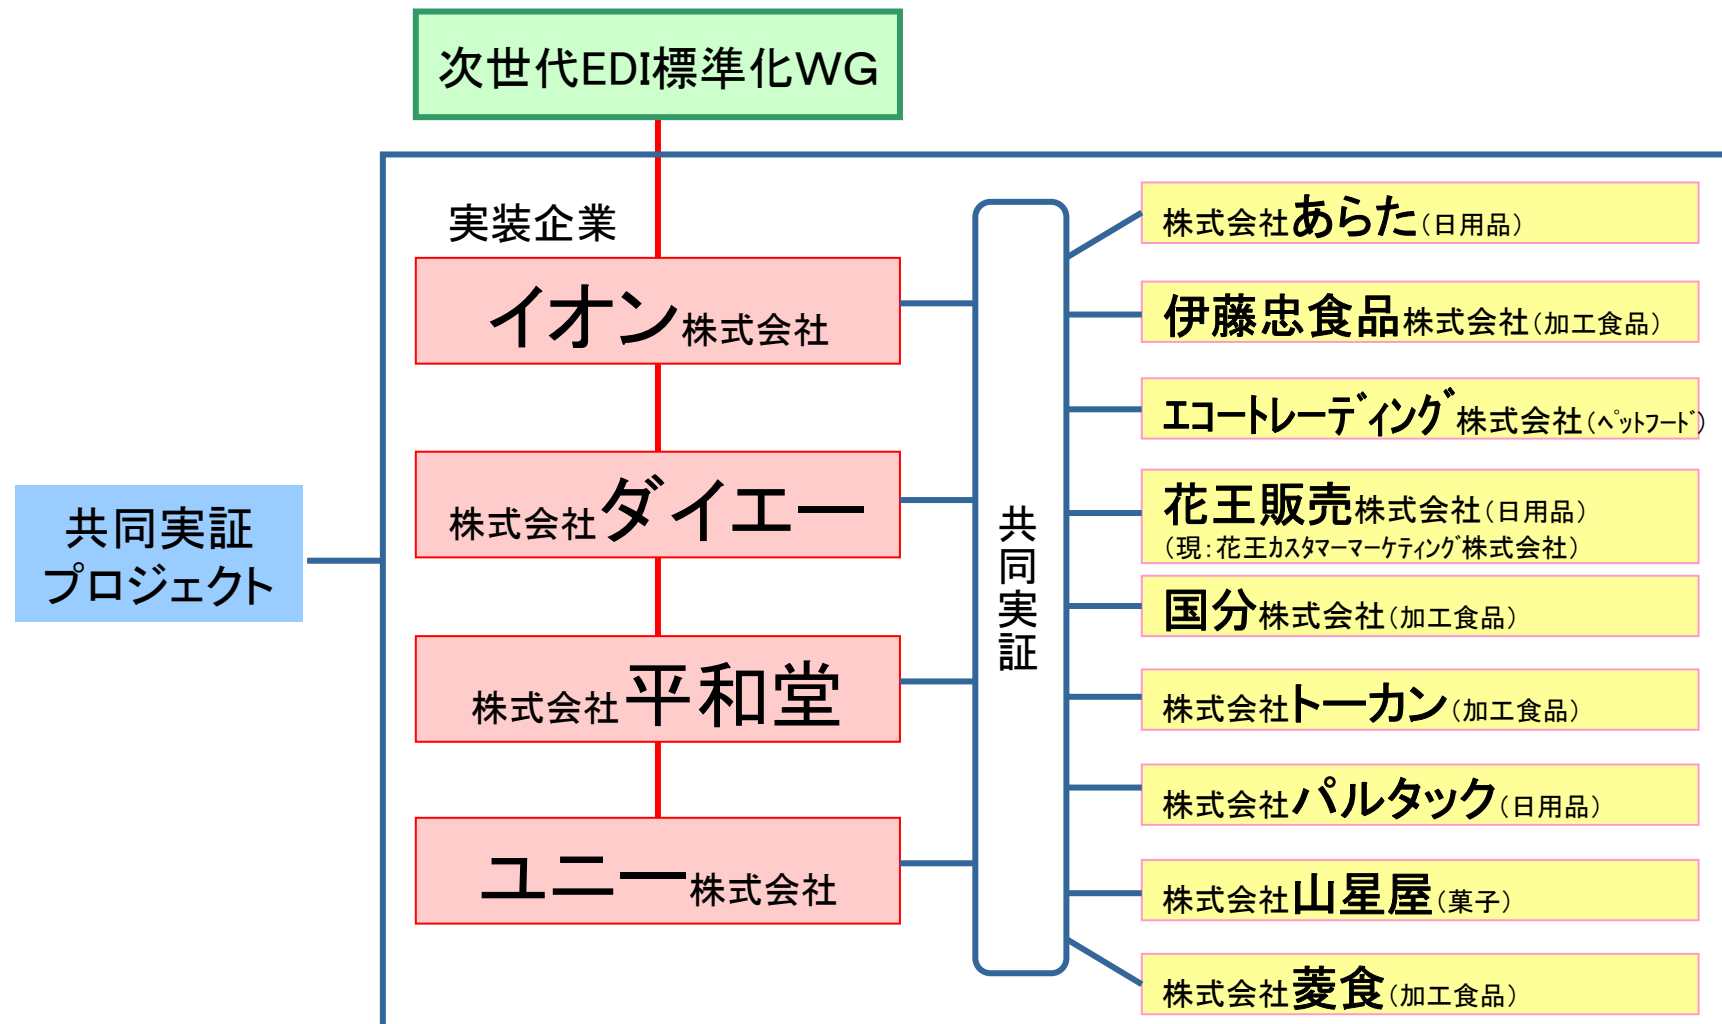 次世代EDI標準化WG
実装企業
イオン株式会社
株式会社ダイエー
株式会社平和堂
ユニー株式会社
共同実証
プロジェクト
共同実証
株式会社あらた(日用品)
伊藤忠食品株式会社(加工食品)
エコートレーディング株式会社(ペットフード)
花王販売株式会社(日用品)
(現:花王カスタマーマーケティング株式会社)
国分株式会社(加工食品)
株式会社トーカン(加工食品)
株式会社パルタック(日用品)
株式会社山星屋(菓子)
株式会社菱食(加工食品)